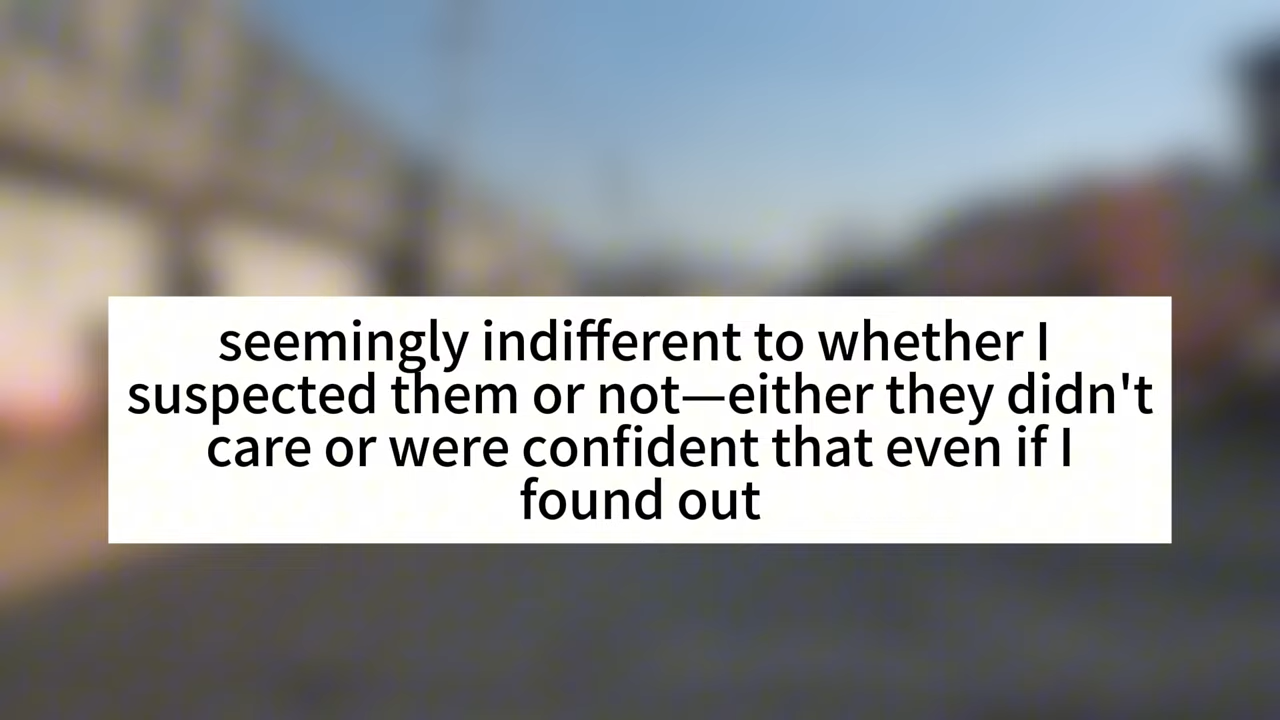 seemingly indifferent to whether I
suspected them or not—either they didn't
care or were confident that even if I
found out